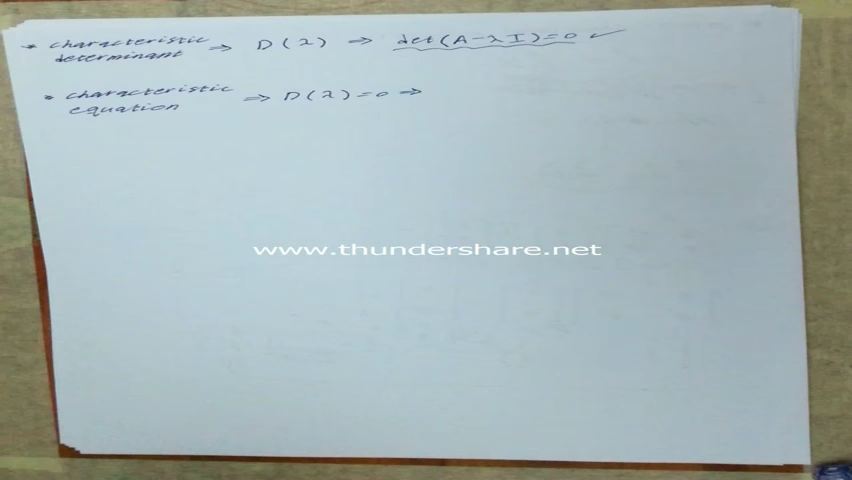 * characteristic determinant ⇒ D(λ) ⇒ det(A-λI)=0 ✓
* characteristic equation ⇒ D(λ)=0 ⇒
www.thundershare.net